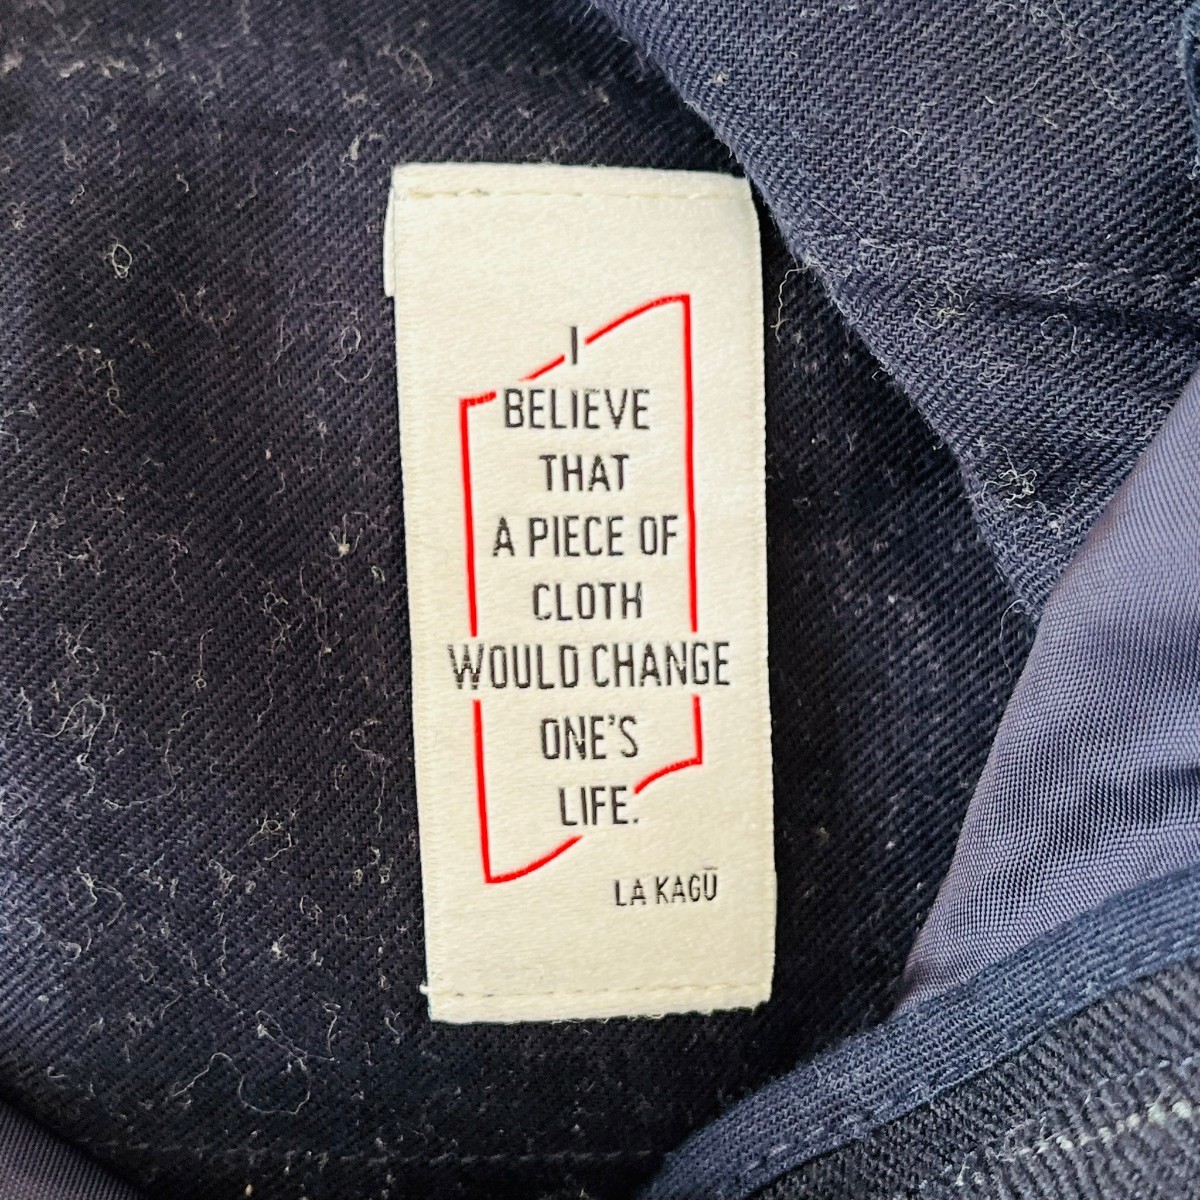 I
BELIEVE
THAT
A PIECE OF
CLOTH
WOULD CHANGE
ONE'S
LIFE.
LA KAGŪ